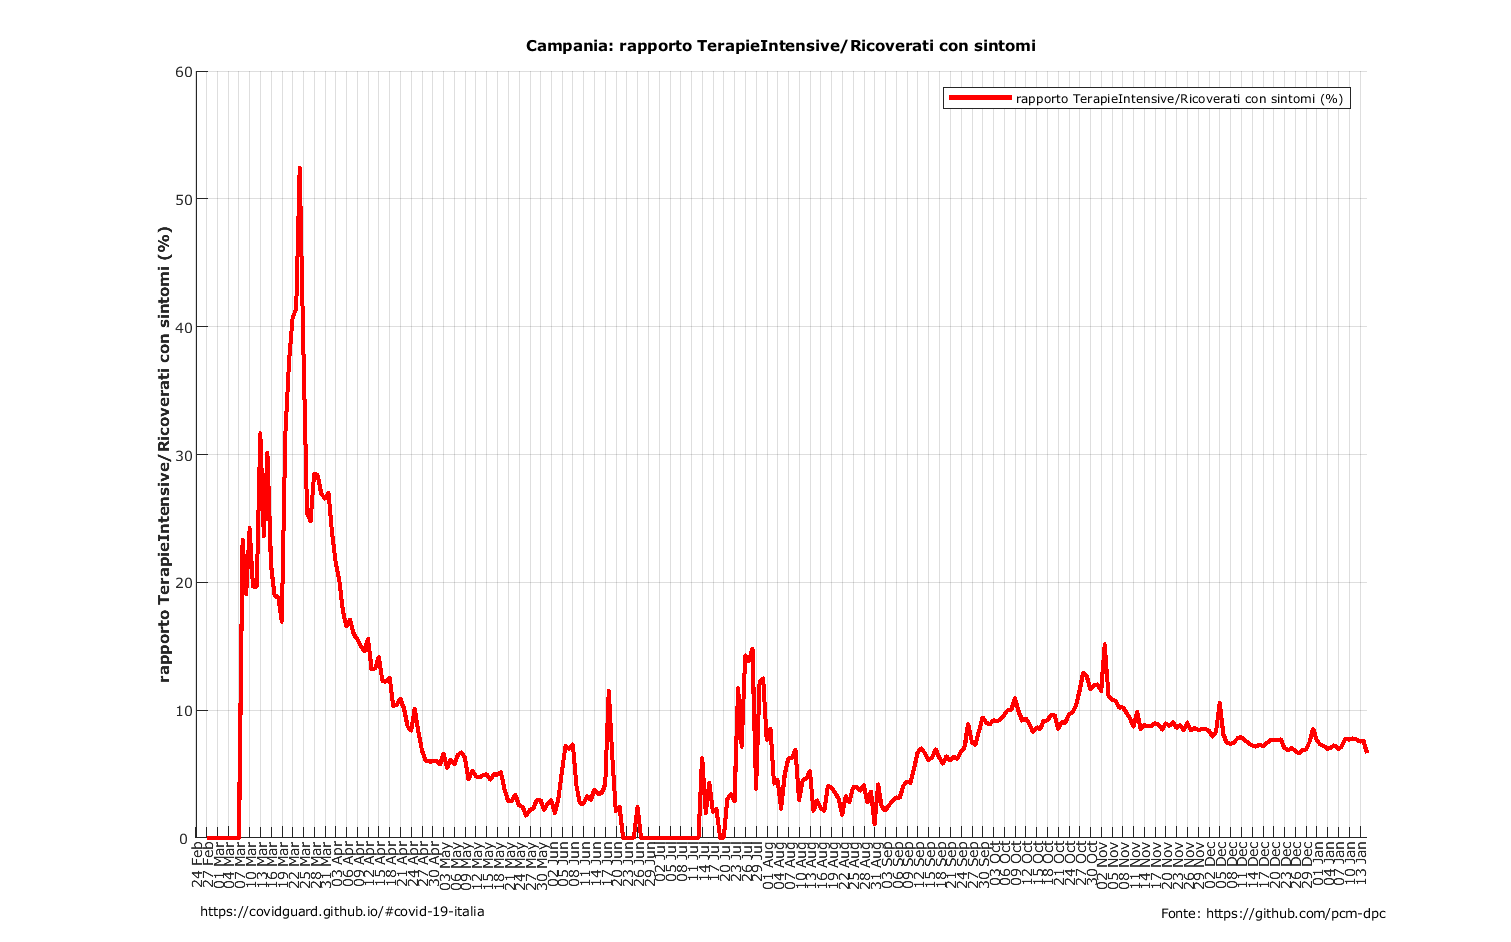 Campania: rapporto TerapieIntensive/Ricoverati con sintomi
rapporto TerapieIntensive/Ricoverati con sintomi (%)
rapporto TerapieIntensive/Ricoverati con sintomi (%)
60
50
40
30
20
10
0
24 Feb
27 Feb
01 Mar
04 Mar
07 Mar
10 Mar
13 Mar
16 Mar
19 Mar
22 Mar
25 Mar
28 Mar
31 Mar
03 Apr
06 Apr
09 Apr
12 Apr
15 Apr
18 Apr
21 Apr
24 Apr
27 Apr
30 Apr
03 May
06 May
09 May
12 May
15 May
18 May
21 May
24 May
27 May
30 May
02 Jun
05 Jun
08 Jun
11 Jun
14 Jun
17 Jun
20 Jun
23 Jun
26 Jun
29 Jun
02 Jul
05 Jul
08 Jul
11 Jul
14 Jul
17 Jul
20 Jul
23 Jul
26 Jul
29 Jul
01 Aug
04 Aug
07 Aug
10 Aug
13 Aug
16 Aug
19 Aug
22 Aug
25 Aug
28 Aug
31 Aug
03 Sep
06 Sep
09 Sep
12 Sep
15 Sep
18 Sep
21 Sep
24 Sep
27 Sep
30 Sep
03 Oct
06 Oct
09 Oct
12 Oct
15 Oct
18 Oct
21 Oct
24 Oct
27 Oct
30 Oct
02 Nov
05 Nov
08 Nov
11 Nov
14 Nov
17 Nov
20 Nov
23 Nov
26 Nov
29 Nov
02 Dec
05 Dec
08 Dec
11 Dec
14 Dec
17 Dec
20 Dec
23 Dec
26 Dec
29 Dec
01 Jan
04 Jan
07 Jan
10 Jan
13 Jan
https://covidguard.github.io/#covid-19-italia
Fonte: https://github.com/pcm-dpc